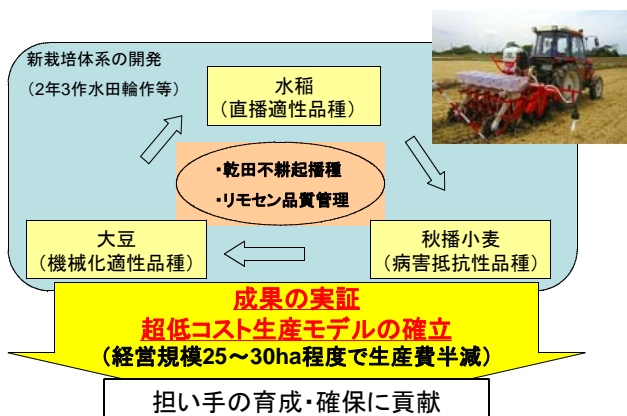 新栽培体系の開発
(2年3作水田輪作等)
水稲
(直播適性品種)
・乾田不耕起播種
・リモセン品質管理
大豆
(機械化適性品種)
秋播小麦
(病害抵抗性品種)
成果の実証
超低コスト生産モデルの確立
(経営規模25～30ha程度で生産費半減)
担い手の育成・確保に貢献